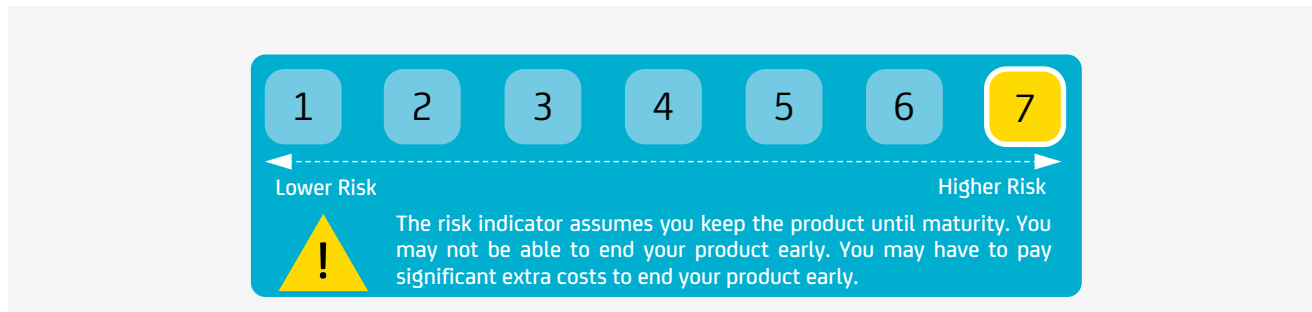 1 2 3 4 5 6 7
Lower Risk Higher Risk
The risk indicator assumes you keep the product until maturity. You
may not be able to end your product early. You may have to pay
significant extra costs to end your product early.
!